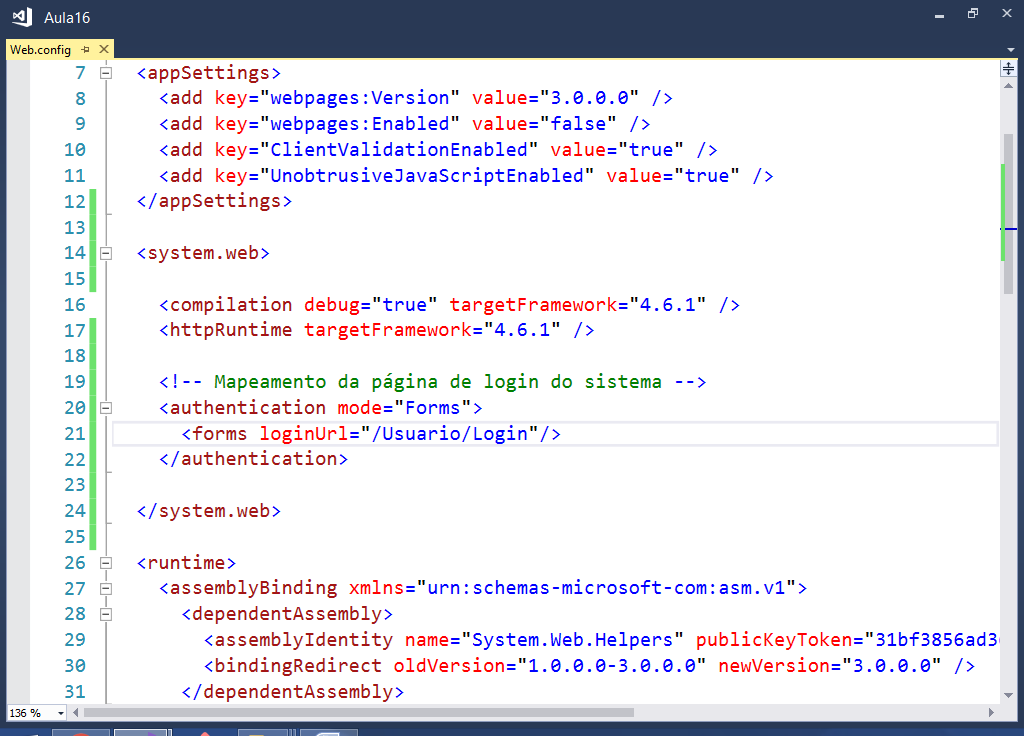 Aula16
Web.config
7 <appSettings>
8 <add key="webpages:Version" value="3.0.0.0" />
9 <add key="webpages:Enabled" value="false" />
10 <add key="ClientValidationEnabled" value="true" />
11 <add key="UnobtrusiveJavaScriptEnabled" value="true" />
12 </appSettings>
13
14 <system.web>
15
16 <compilation debug="true" targetFramework="4.6.1" />
17 <httpRuntime targetFramework="4.6.1" />
18
19 <!-- Mapeamento da página de login do sistema -->
20 <authentication mode="Forms">
21 <forms loginUrl="/Usuario/Login"/>
22 </authentication>
23
24 </system.web>
25
26 <runtime>
27 <assemblyBinding xmlns="urn:schemas-microsoft-com:asm.v1">
28 <dependentAssembly>
29 <assemblyIdentity name="System.Web.Helpers" publicKeyToken="31bf3856ad3
30 <bindingRedirect oldVersion="1.0.0.0-3.0.0.0" newVersion="3.0.0.0" />
31 </dependentAssembly>
136 %